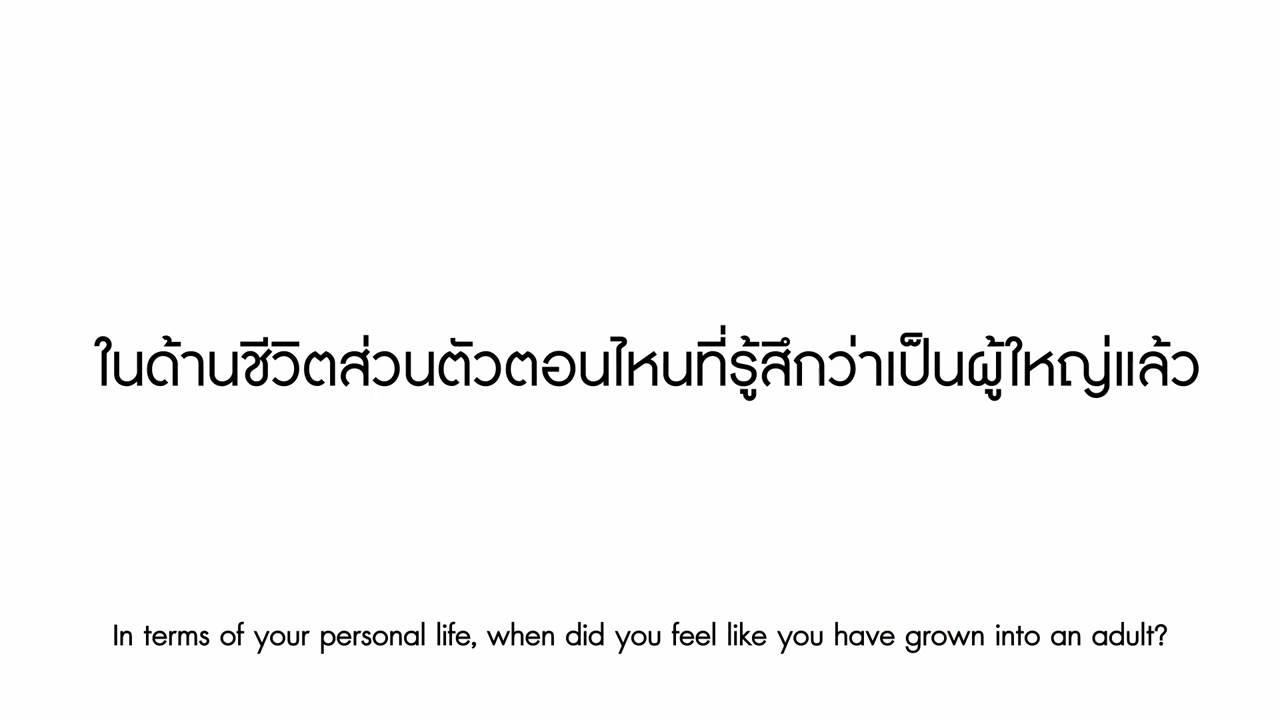 ในด้านชีวิตส่วนตัวตอนไหนที่รู้สึกว่าเป็นผู้ใหญ่แล้ว
In terms of your personal life, when did you feel like you have grown into an adult?